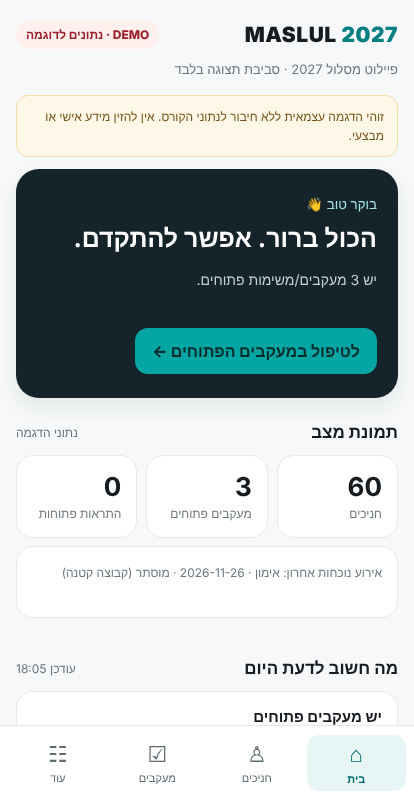 MASLUL 2027
DEMO · נתונים לדוגמה
פיילוט מסלול 2027 · סביבת תצוגה בלבד
זוהי הדגמה עצמאית ללא חיבור לנתוני הקורס. אין להזין מידע אישי או
מבצעי.
בוקר טוב 👋
הכול ברור. אפשר להתקדם.
יש 3 מעקבים/משימות פתוחים.
לטיפול במעקבים הפתוחים ←
תמונת מצב
נתוני הדגמה
60
חניכים
3
מעקבים פתוחים
0
התראות פתוחות
אירוע נוכחות אחרון: אימון · 2026-11-26 · מוסתר (קבוצה קטנה)
מה חשוב לדעת היום
עודכן 18:05
יש מעקבים פתוחים
בית
חניכים
מעקבים
עוד